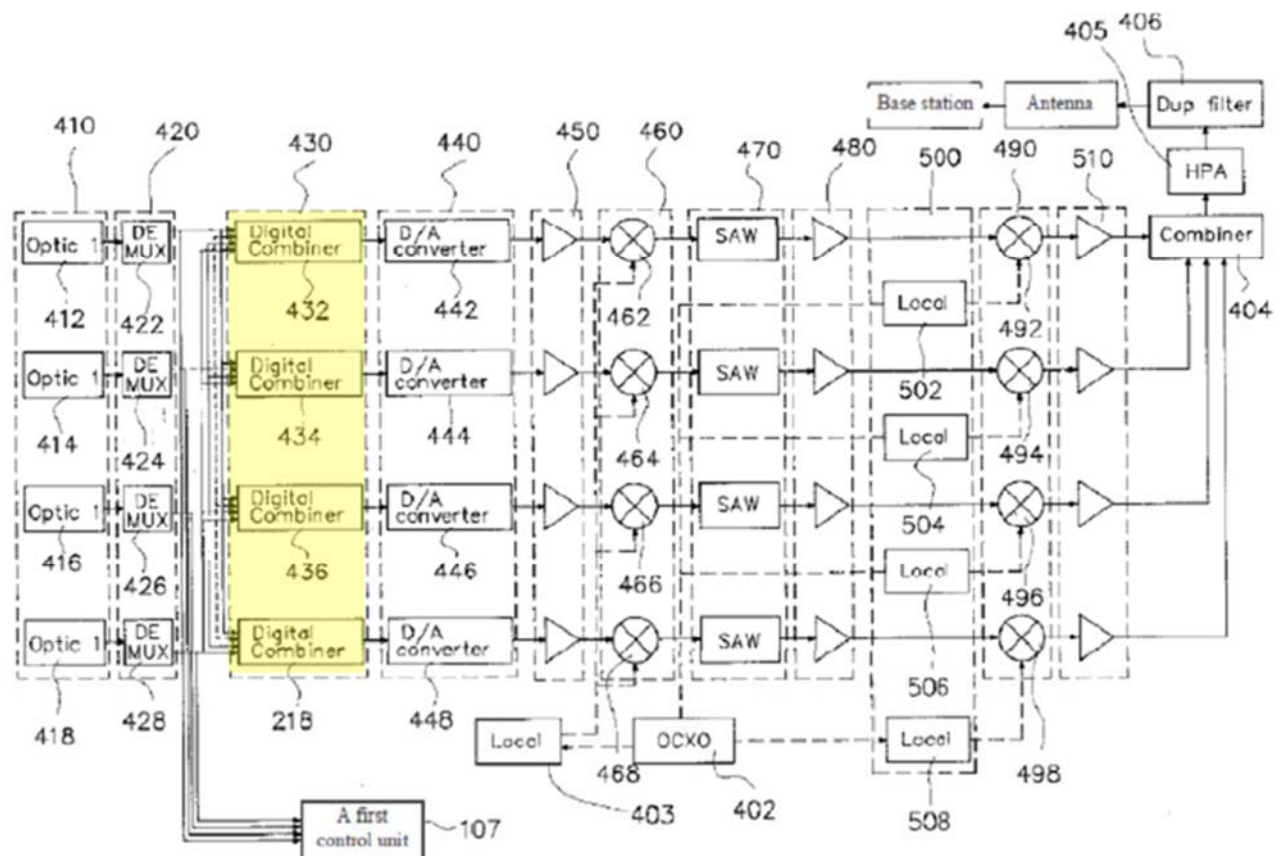 406
405
Base station
Antenna
Dup filter
410
420
430
440
450
460
470
480
500
490
510
HPA
Optic 1
DE
MUX
Digital
Combiner
D/A
converter
SAW
Combiner
412
422
432
442
462
Local
492
404
Optic 1
DE
MUX
Digital
Combiner
D/A
converter
SAW
502
414
424
434
444
464
Local
494
Optic 1
DE
MUX
Digital
Combiner
D/A
converter
SAW
504
416
426
436
446
466
Local
496
Optic 1
DE
MUX
Digital
Combiner
D/A
converter
SAW
506
418
428
218
448
Local
468
OCXO
Local
498
403
402
508
A first
control unit
107